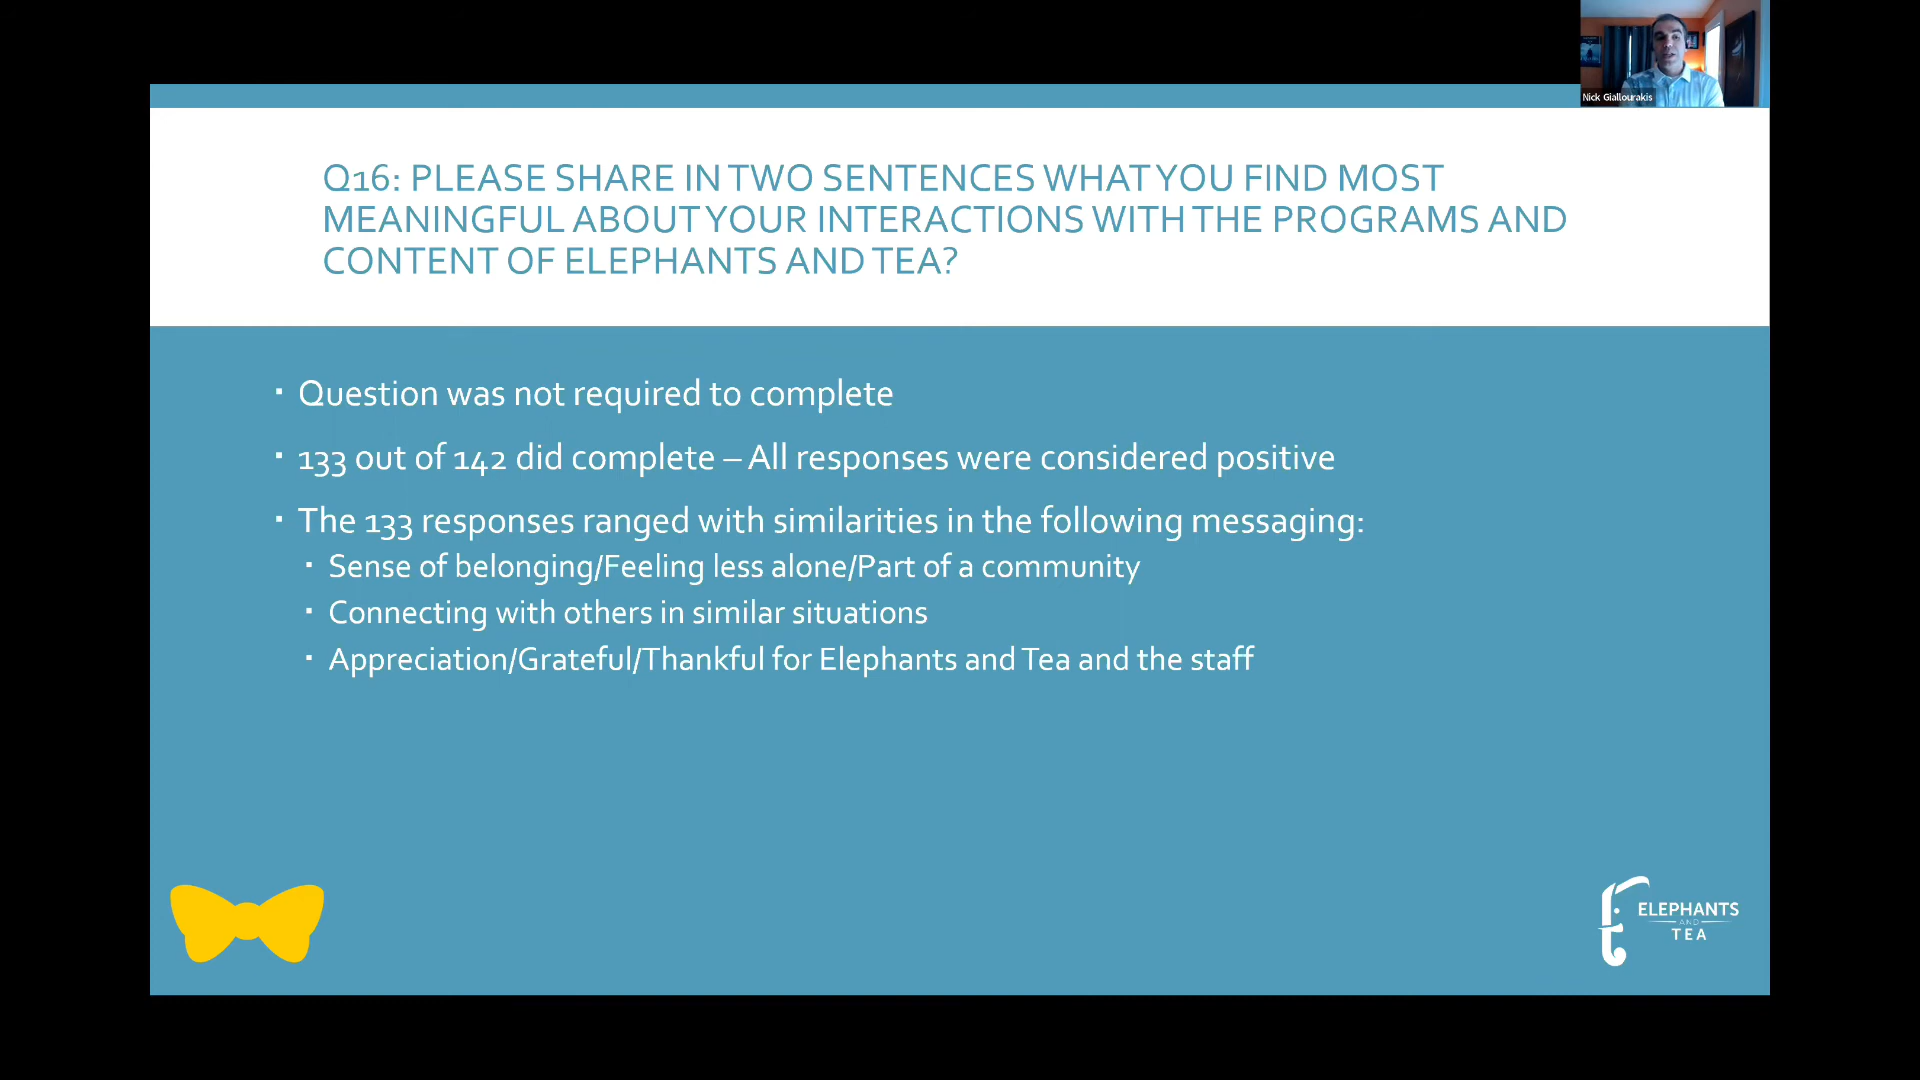 Nick Giallourakis
Q16: PLEASE SHARE IN TWO SENTENCES WHAT YOU FIND MOST
MEANINGFUL ABOUT YOUR INTERACTIONS WITH THE PROGRAMS AND
CONTENT OF ELEPHANTS AND TEA?
▪ Question was not required to complete
▪ 133 out of 142 did complete – All responses were considered positive
▪ The 133 responses ranged with similarities in the following messaging:
▪ Sense of belonging/Feeling less alone/Part of a community
▪ Connecting with others in similar situations
▪ Appreciation/Grateful/Thankful for Elephants and Tea and the staff
ELEPHANTS
AND
TEA